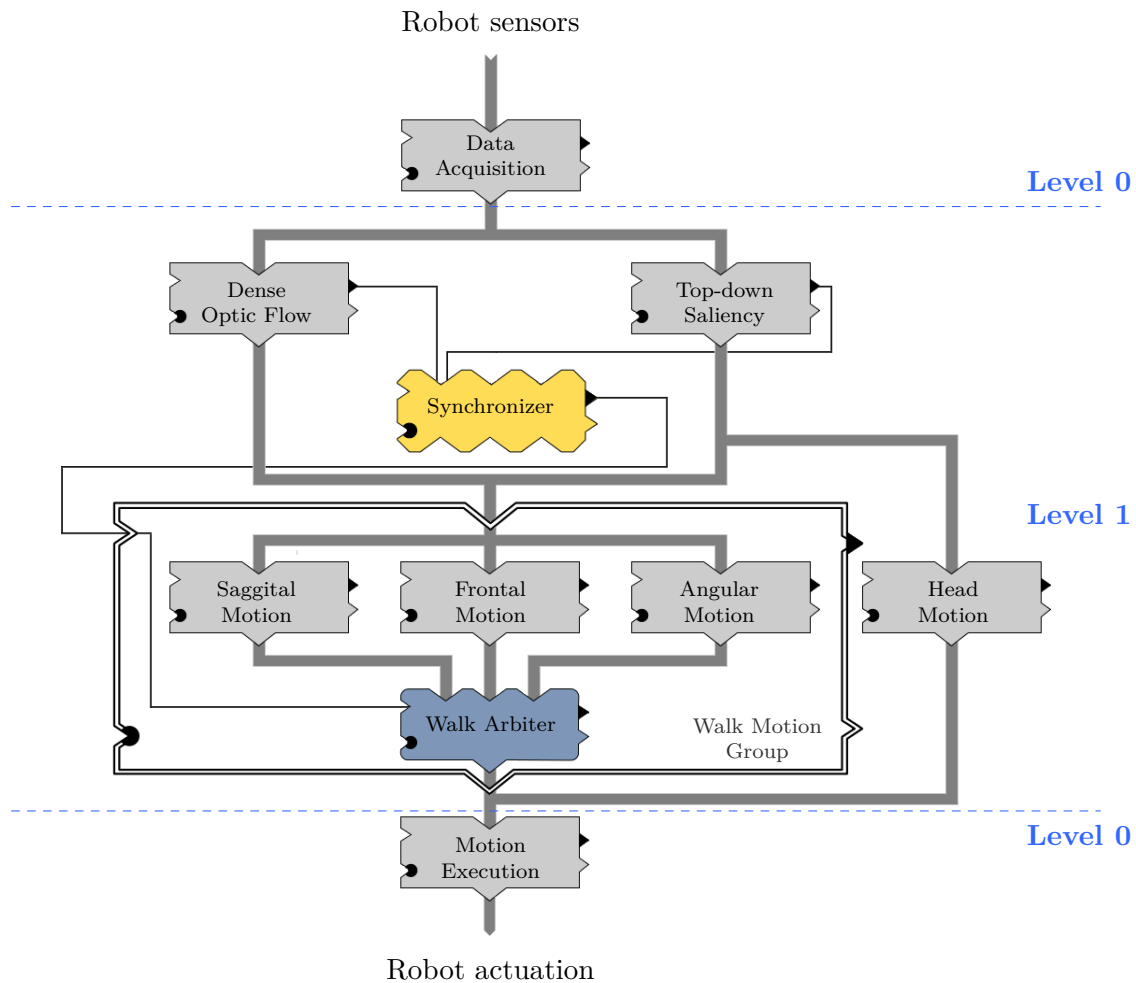 Robot sensors
Data
Acquisition
Level 0
Dense
Optic Flow
Top-down
Saliency
Synchronizer
Level 1
Saggital
Motion
Frontal
Motion
Angular
Motion
Head
Motion
Walk Arbiter
Walk Motion
Group
Level 0
Motion
Execution
Robot actuation